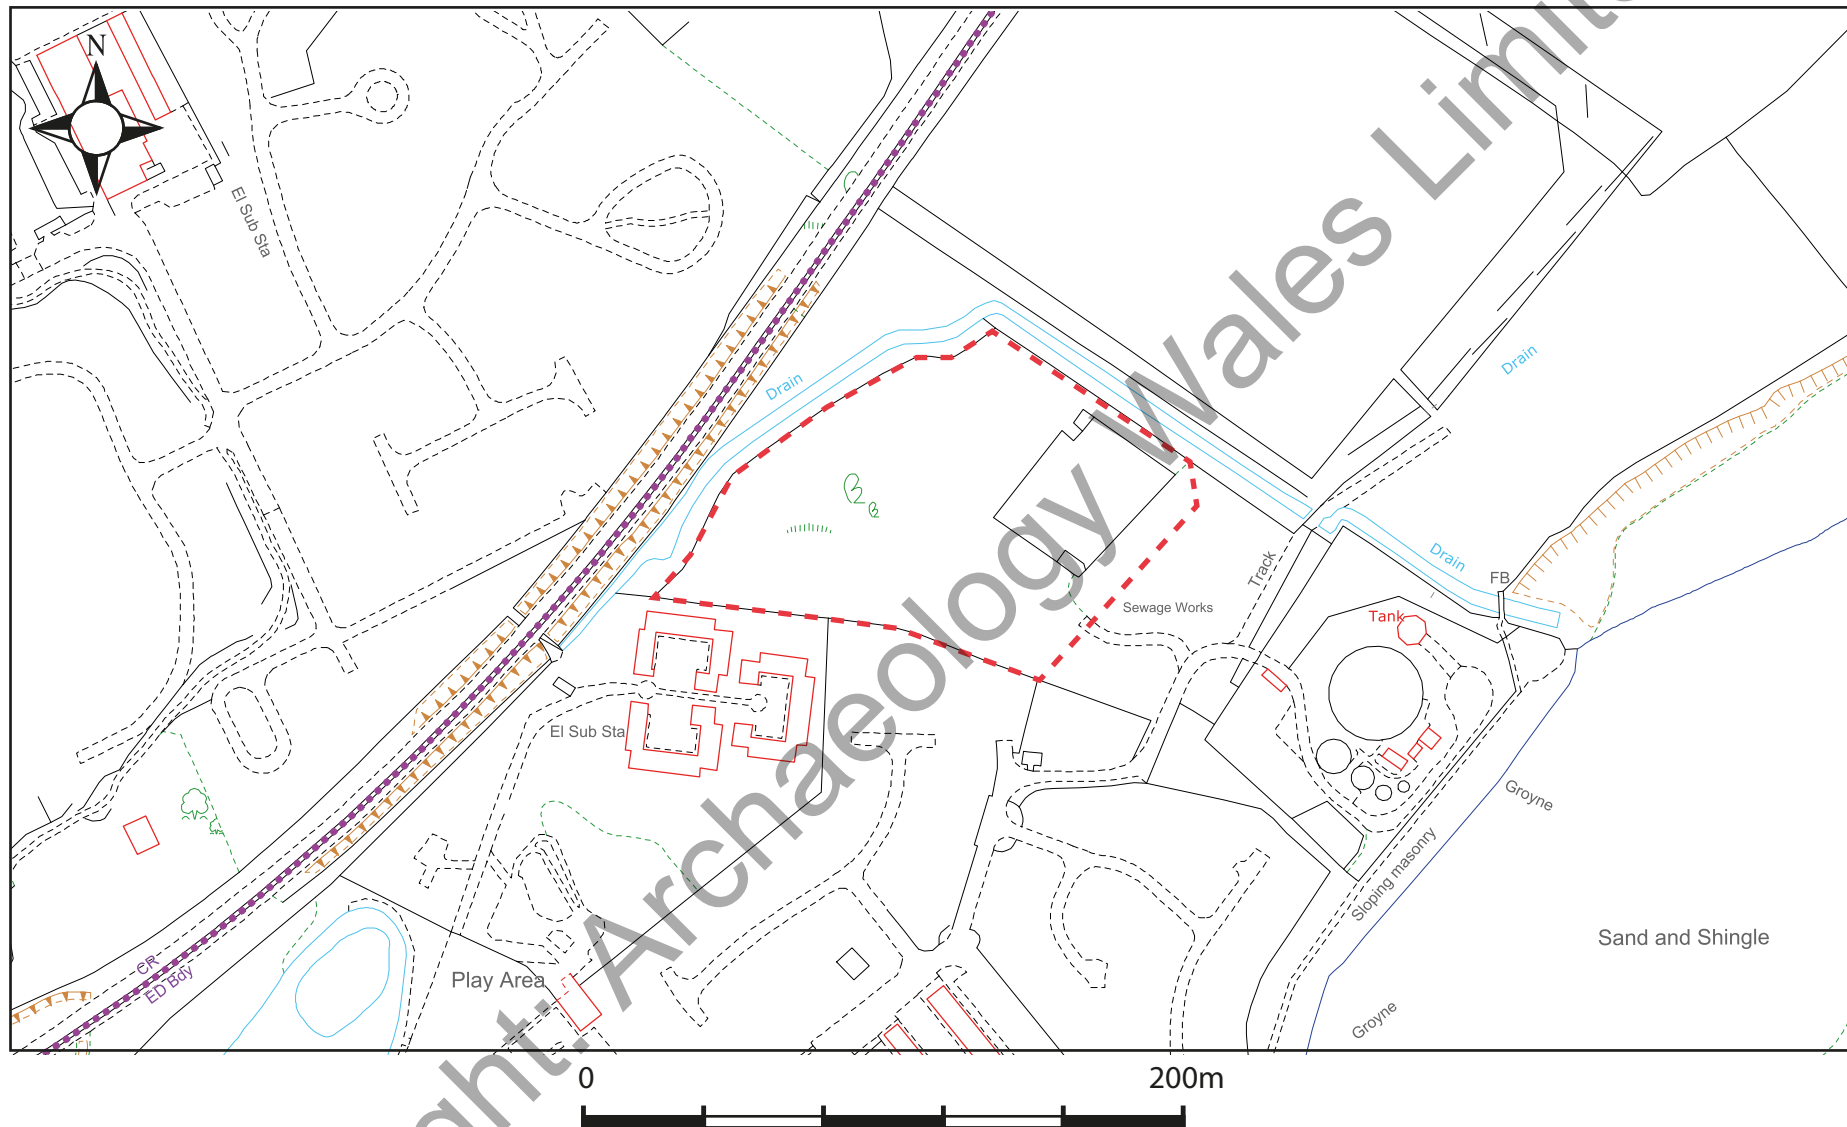 N
El Sub Sta
Drain
Drain
Drain
FB
Track
Sewage Works
Tank
El Sub Sta
Groyne
Sloping masonry
Sand and Shingle
CR
ED Bdy
Play Area
Groyne
ght: Archaeology Wales Limite
0 200m